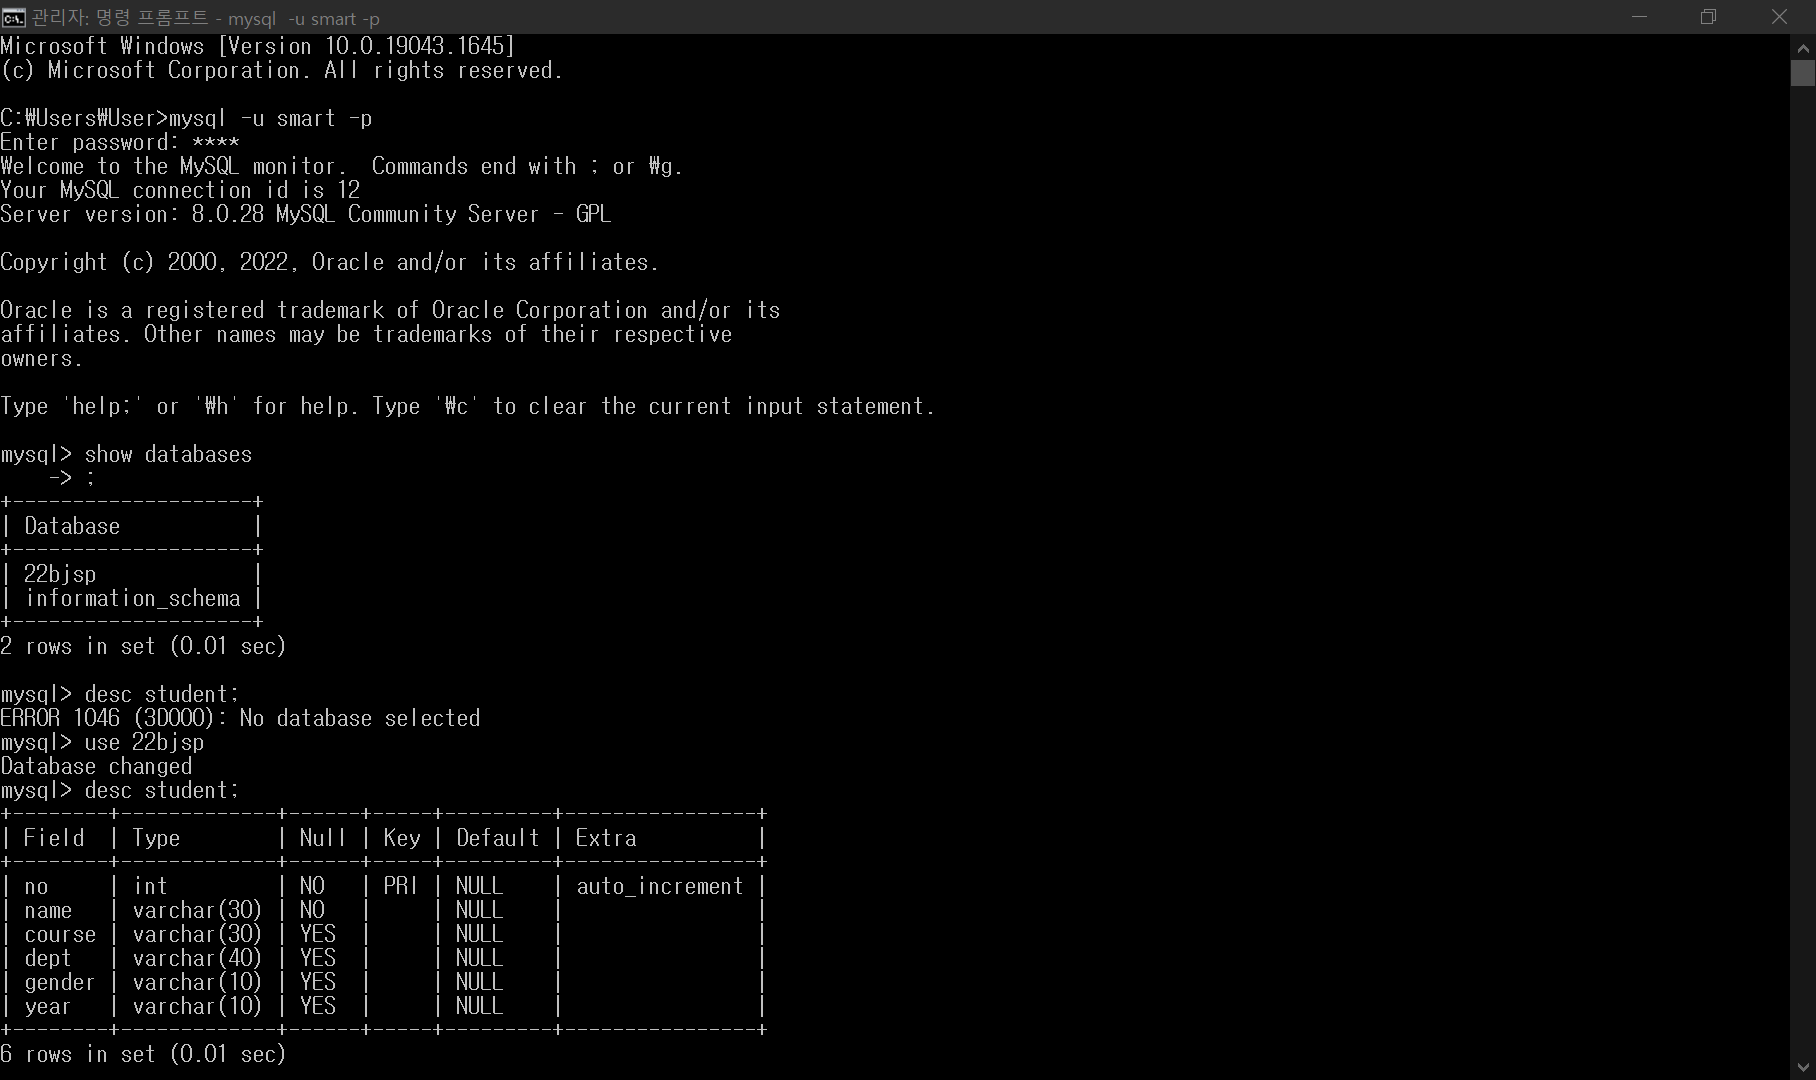 관리자: 명령 프롬프트 - mysql  -u smart -p
Microsoft Windows [Version 10.0.19043.1645]
(c) Microsoft Corporation. All rights reserved.

C:₩Users₩User>mysql -u smart -p
Enter password: ****
Welcome to the MySQL monitor.  Commands end with ; or ₩g.
Your MySQL connection id is 12
Server version: 8.0.28 MySQL Community Server - GPL

Copyright (c) 2000, 2022, Oracle and/or its affiliates.

Oracle is a registered trademark of Oracle Corporation and/or its
affiliates. Other names may be trademarks of their respective
owners.

Type 'help;' or '₩h' for help. Type '₩c' to clear the current input statement.

mysql> show databases
    -> ;
+--------------------+
| Database           |
+--------------------+
| 22bjsp             |
| information_schema |
+--------------------+
2 rows in set (0.01 sec)

mysql> desc student;
ERROR 1046 (3D000): No database selected
mysql> use 22bjsp
Database changed
mysql> desc student;
+--------+-------------+------+-----+---------+----------------+
| Field  | Type        | Null | Key | Default | Extra          |
+--------+-------------+------+-----+---------+----------------+
| no     | int         | NO   | PRI | NULL    | auto_increment |
| name   | varchar(30) | NO   |     | NULL    |                |
| course | varchar(30) | YES  |     | NULL    |                |
| dept   | varchar(40) | YES  |     | NULL    |                |
| gender | varchar(10) | YES  |     | NULL    |                |
| year   | varchar(10) | YES  |     | NULL    |                |
+--------+-------------+------+-----+---------+----------------+
6 rows in set (0.01 sec)